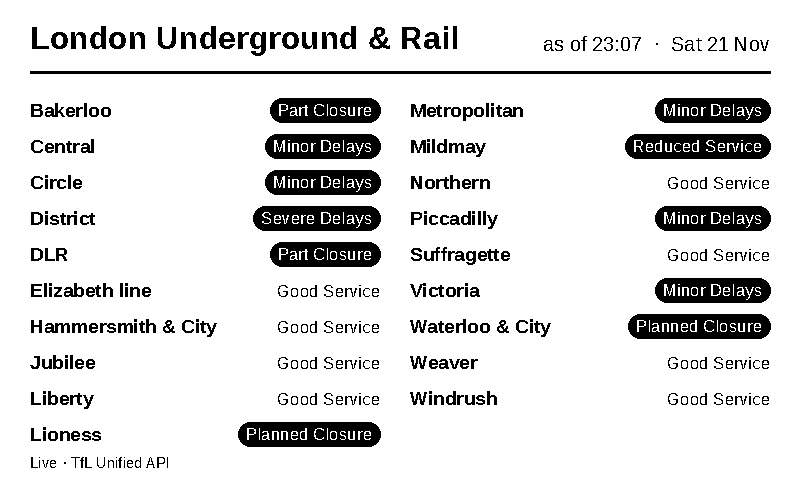 London Underground & Rail
as of 23:07 · Sat 21 Nov
Bakerloo Part Closure
Central Minor Delays
Circle Minor Delays
District Severe Delays
DLR Part Closure
Elizabeth line Good Service
Hammersmith & City Good Service
Jubilee Good Service
Liberty Good Service
Lioness Planned Closure
Metropolitan Minor Delays
Mildmay Reduced Service
Northern Good Service
Piccadilly Minor Delays
Suffragette Good Service
Victoria Minor Delays
Waterloo & City Planned Closure
Weaver Good Service
Windrush Good Service
Live · TfL Unified API